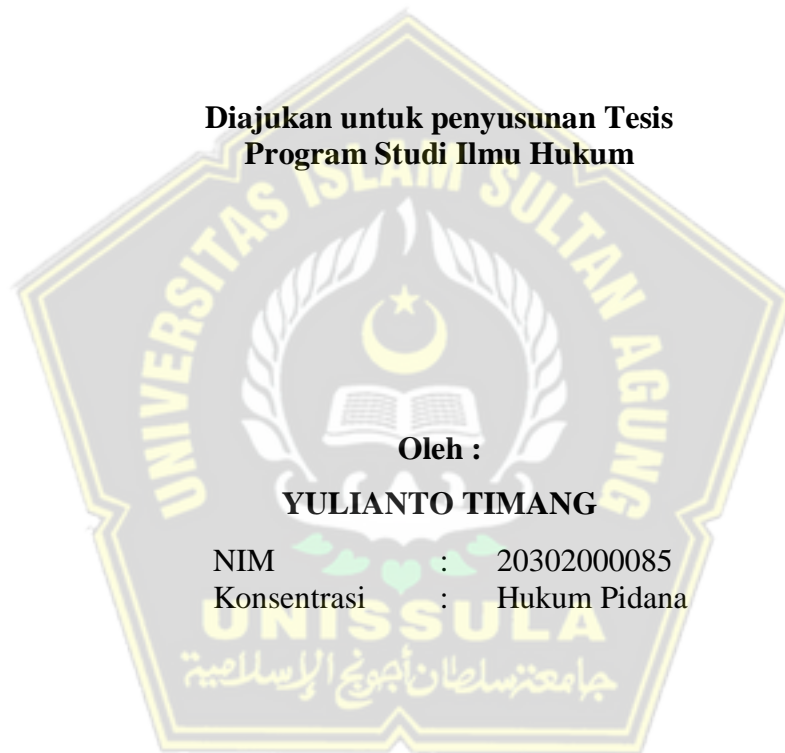 Diajukan untuk penyusunan Tesis
Program Studi Ilmu Hukum
UNIVERSITAS ISLAM SULTAN AGUNG
Oleh :
YULIANTO TIMANG
NIM : 20302000085
Konsentrasi : Hukum Pidana
UNISSULA
جامعة سلطان أجونج الإسلامية